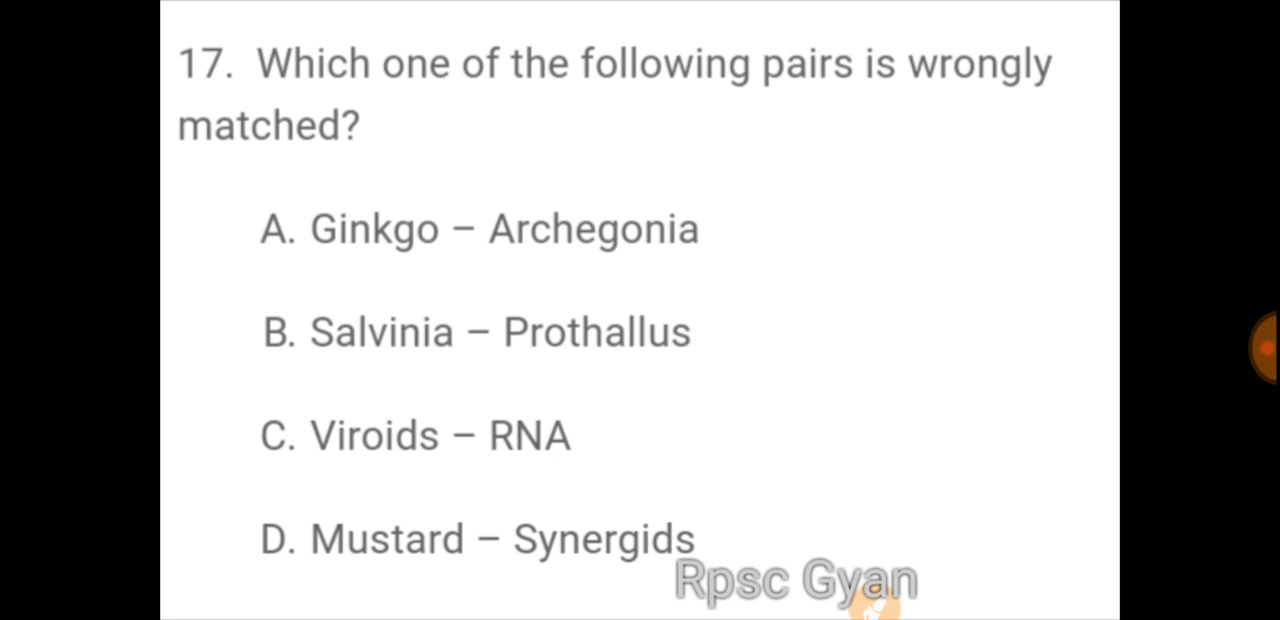 17. Which one of the following pairs is wrongly
matched?
A. Ginkgo – Archegonia
B. Salvinia – Prothallus
C. Viroids – RNA
D. Mustard – Synergids
Rpsc Gyan